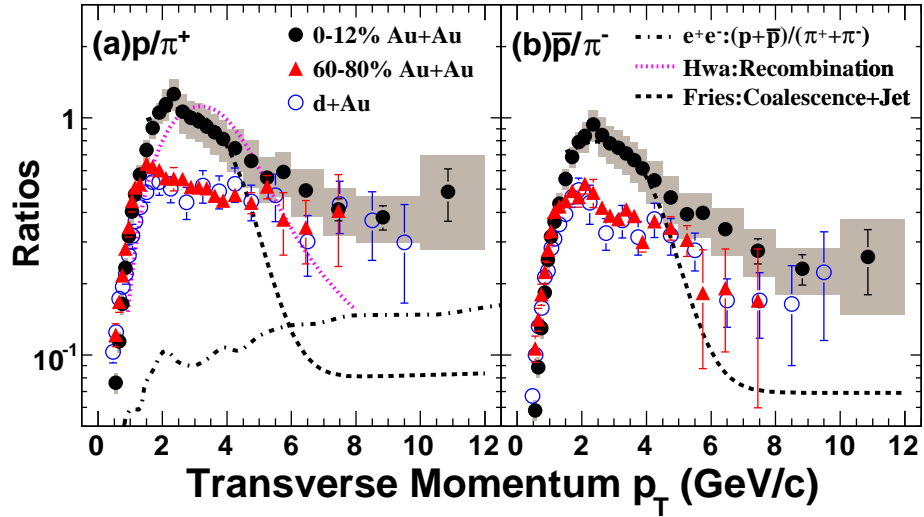 (a)p/π⁺
0-12% Au+Au
60-80% Au+Au
d+Au
(b)p̅/π⁻
e⁺e⁻:(p+p̅)/(π⁺+π⁻)
Hwa:Recombination
Fries:Coalescence+Jet
Ratios
1
10⁻¹
0 2 4 6 8 10 12
0 2 4 6 8 10 12
Transverse Momentum p_T (GeV/c)